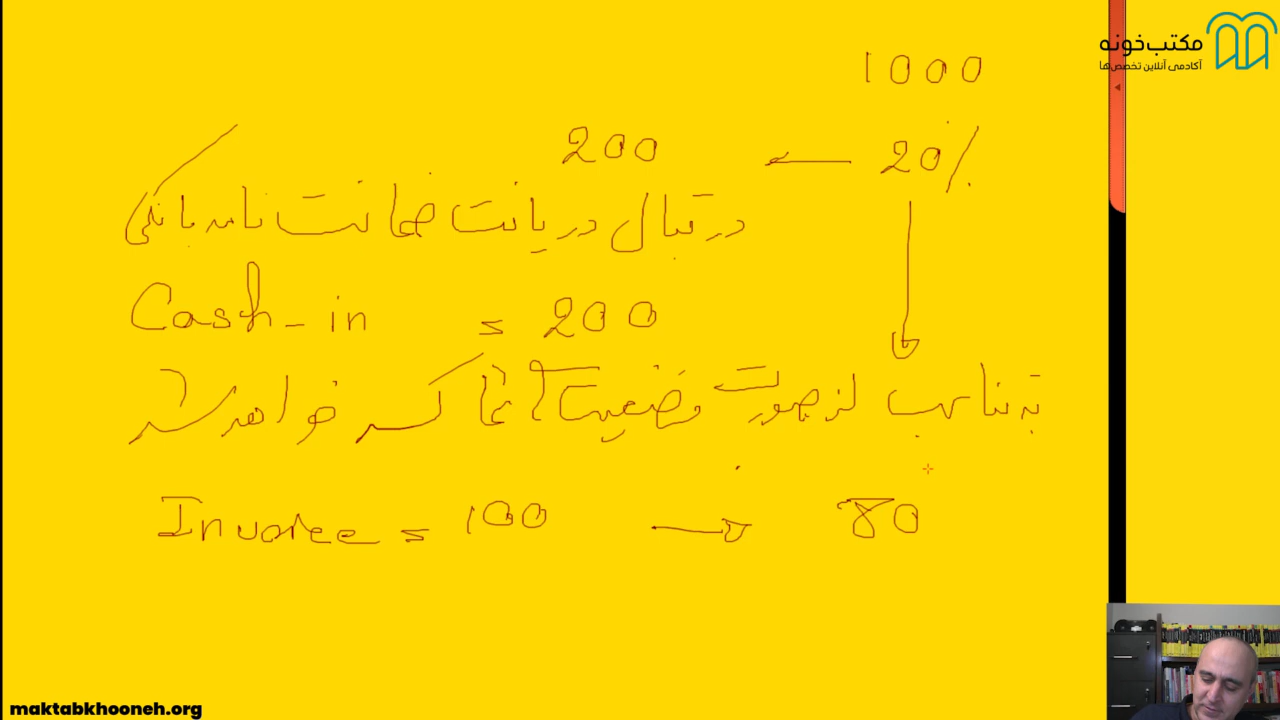 مکتب‌خونه
آکادمی آنلاین تخصص‌ها
1000
20% ← 200
در قبال دریافت ضمانت نامه بانکی
Cash-in = 200
به تناسب از صورت وضعیت ها کسر خواهد شد
Invoice = 100 → 80
maktabkhooneh.org